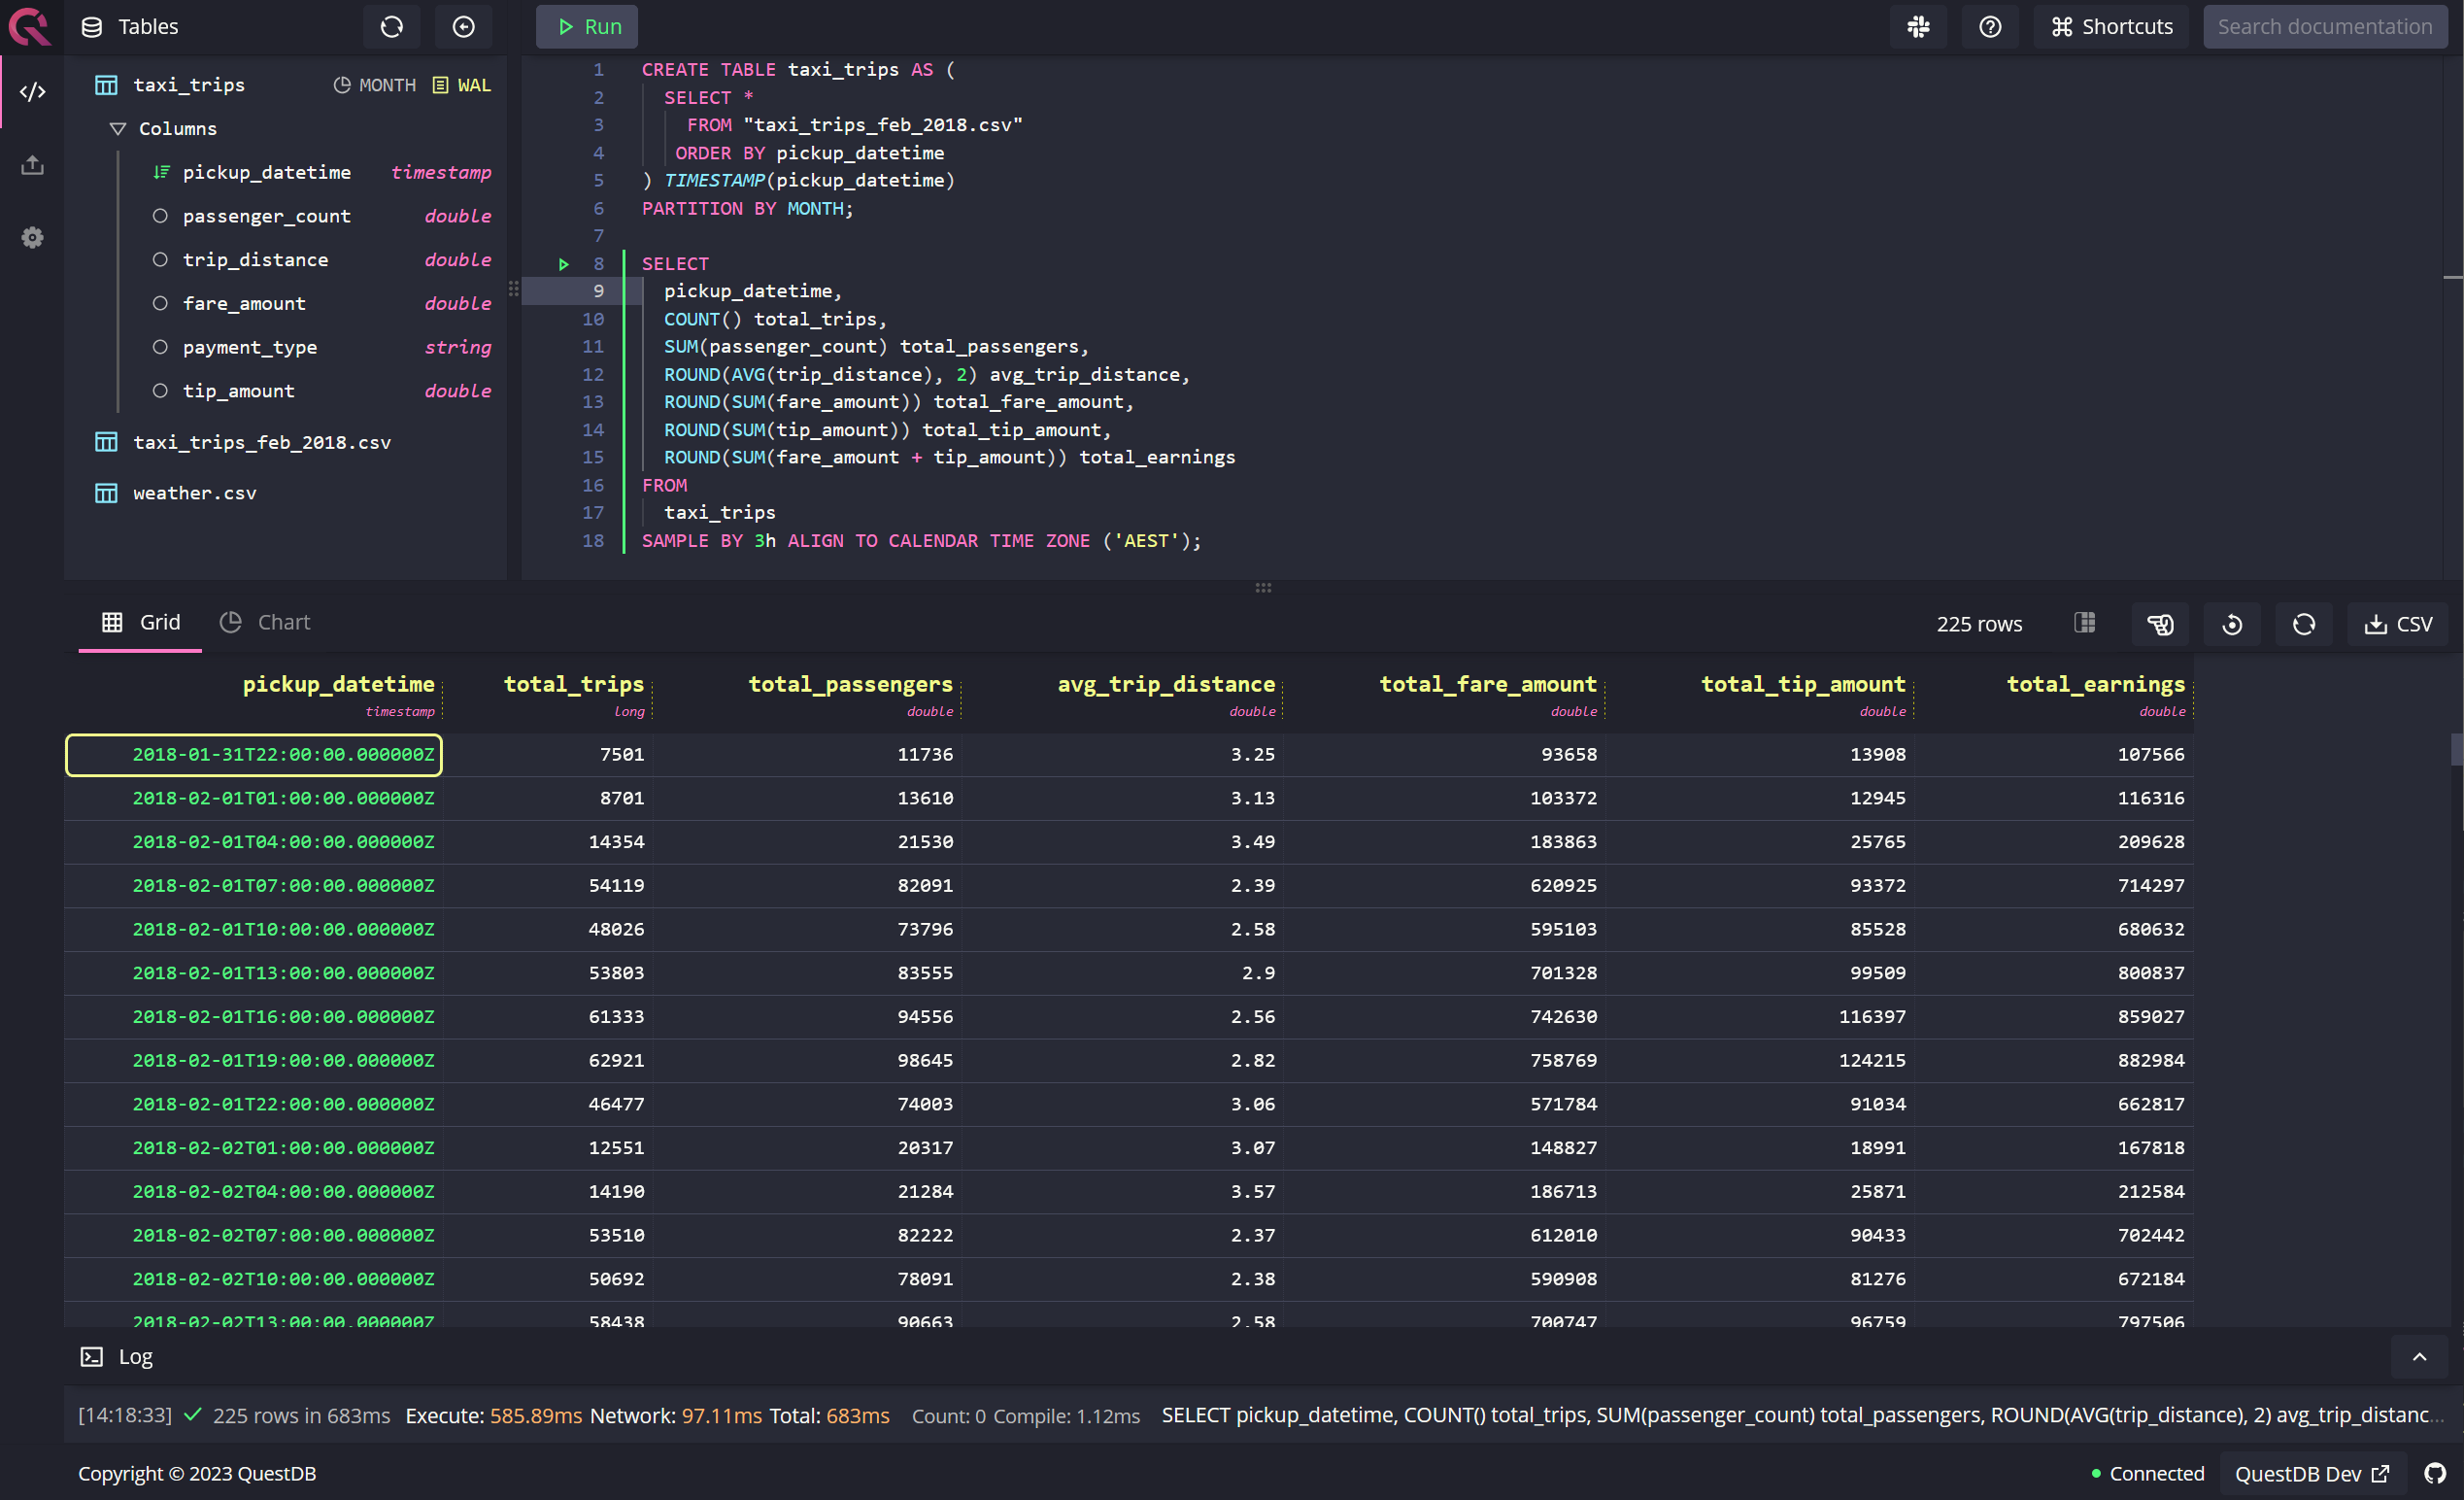 Tables
Run
Shortcuts
Search documentation
taxi_trips MONTH WAL
Columns
pickup_datetime timestamp
passenger_count double
trip_distance double
fare_amount double
payment_type string
tip_amount double
taxi_trips_feb_2018.csv
weather.csv
1 CREATE TABLE taxi_trips AS (
2 SELECT *
3 FROM "taxi_trips_feb_2018.csv"
4 ORDER BY pickup_datetime
5 ) TIMESTAMP(pickup_datetime)
6 PARTITION BY MONTH;
7
8 SELECT
9 pickup_datetime,
10 COUNT() total_trips,
11 SUM(passenger_count) total_passengers,
12 ROUND(AVG(trip_distance), 2) avg_trip_distance,
13 ROUND(SUM(fare_amount)) total_fare_amount,
14 ROUND(SUM(tip_amount)) total_tip_amount,
15 ROUND(SUM(fare_amount + tip_amount)) total_earnings
16 FROM
17 taxi_trips
18 SAMPLE BY 3h ALIGN TO CALENDAR TIME ZONE ('AEST');
Grid Chart 225 rows CSV
pickup_datetime total_trips total_passengers avg_trip_distance total_fare_amount total_tip_amount total_earnings
timestamp long double double double double double
2018-01-31T22:00:00.000000Z 7501 11736 3.25 93658 13908 107566
2018-02-01T01:00:00.000000Z 8701 13610 3.13 103372 12945 116316
2018-02-01T04:00:00.000000Z 14354 21530 3.49 183863 25765 209628
2018-02-01T07:00:00.000000Z 54119 82091 2.39 620925 93372 714297
2018-02-01T10:00:00.000000Z 48026 73796 2.58 595103 85528 680632
2018-02-01T13:00:00.000000Z 53803 83555 2.9 701328 99509 800837
2018-02-01T16:00:00.000000Z 61333 94556 2.56 742630 116397 859027
2018-02-01T19:00:00.000000Z 62921 98645 2.82 758769 124215 882984
2018-02-01T22:00:00.000000Z 46477 74003 3.06 571784 91034 662817
2018-02-02T01:00:00.000000Z 12551 20317 3.07 148827 18991 167818
2018-02-02T04:00:00.000000Z 14190 21284 3.57 186713 25871 212584
2018-02-02T07:00:00.000000Z 53510 82222 2.37 612010 90433 702442
2018-02-02T10:00:00.000000Z 50692 78091 2.38 590908 81276 672184
2018-02-02T13:00:00.000000Z 58438 90663 2.58 700747 96759 797506
Log
[14:18:33] 225 rows in 683ms Execute: 585.89ms Network: 97.11ms Total: 683ms Count: 0 Compile: 1.12ms SELECT pickup_datetime, COUNT() total_trips, SUM(passenger_count) total_passengers, ROUND(AVG(trip_distance), 2) avg_trip_distanc...
Copyright © 2023 QuestDB Connected QuestDB Dev